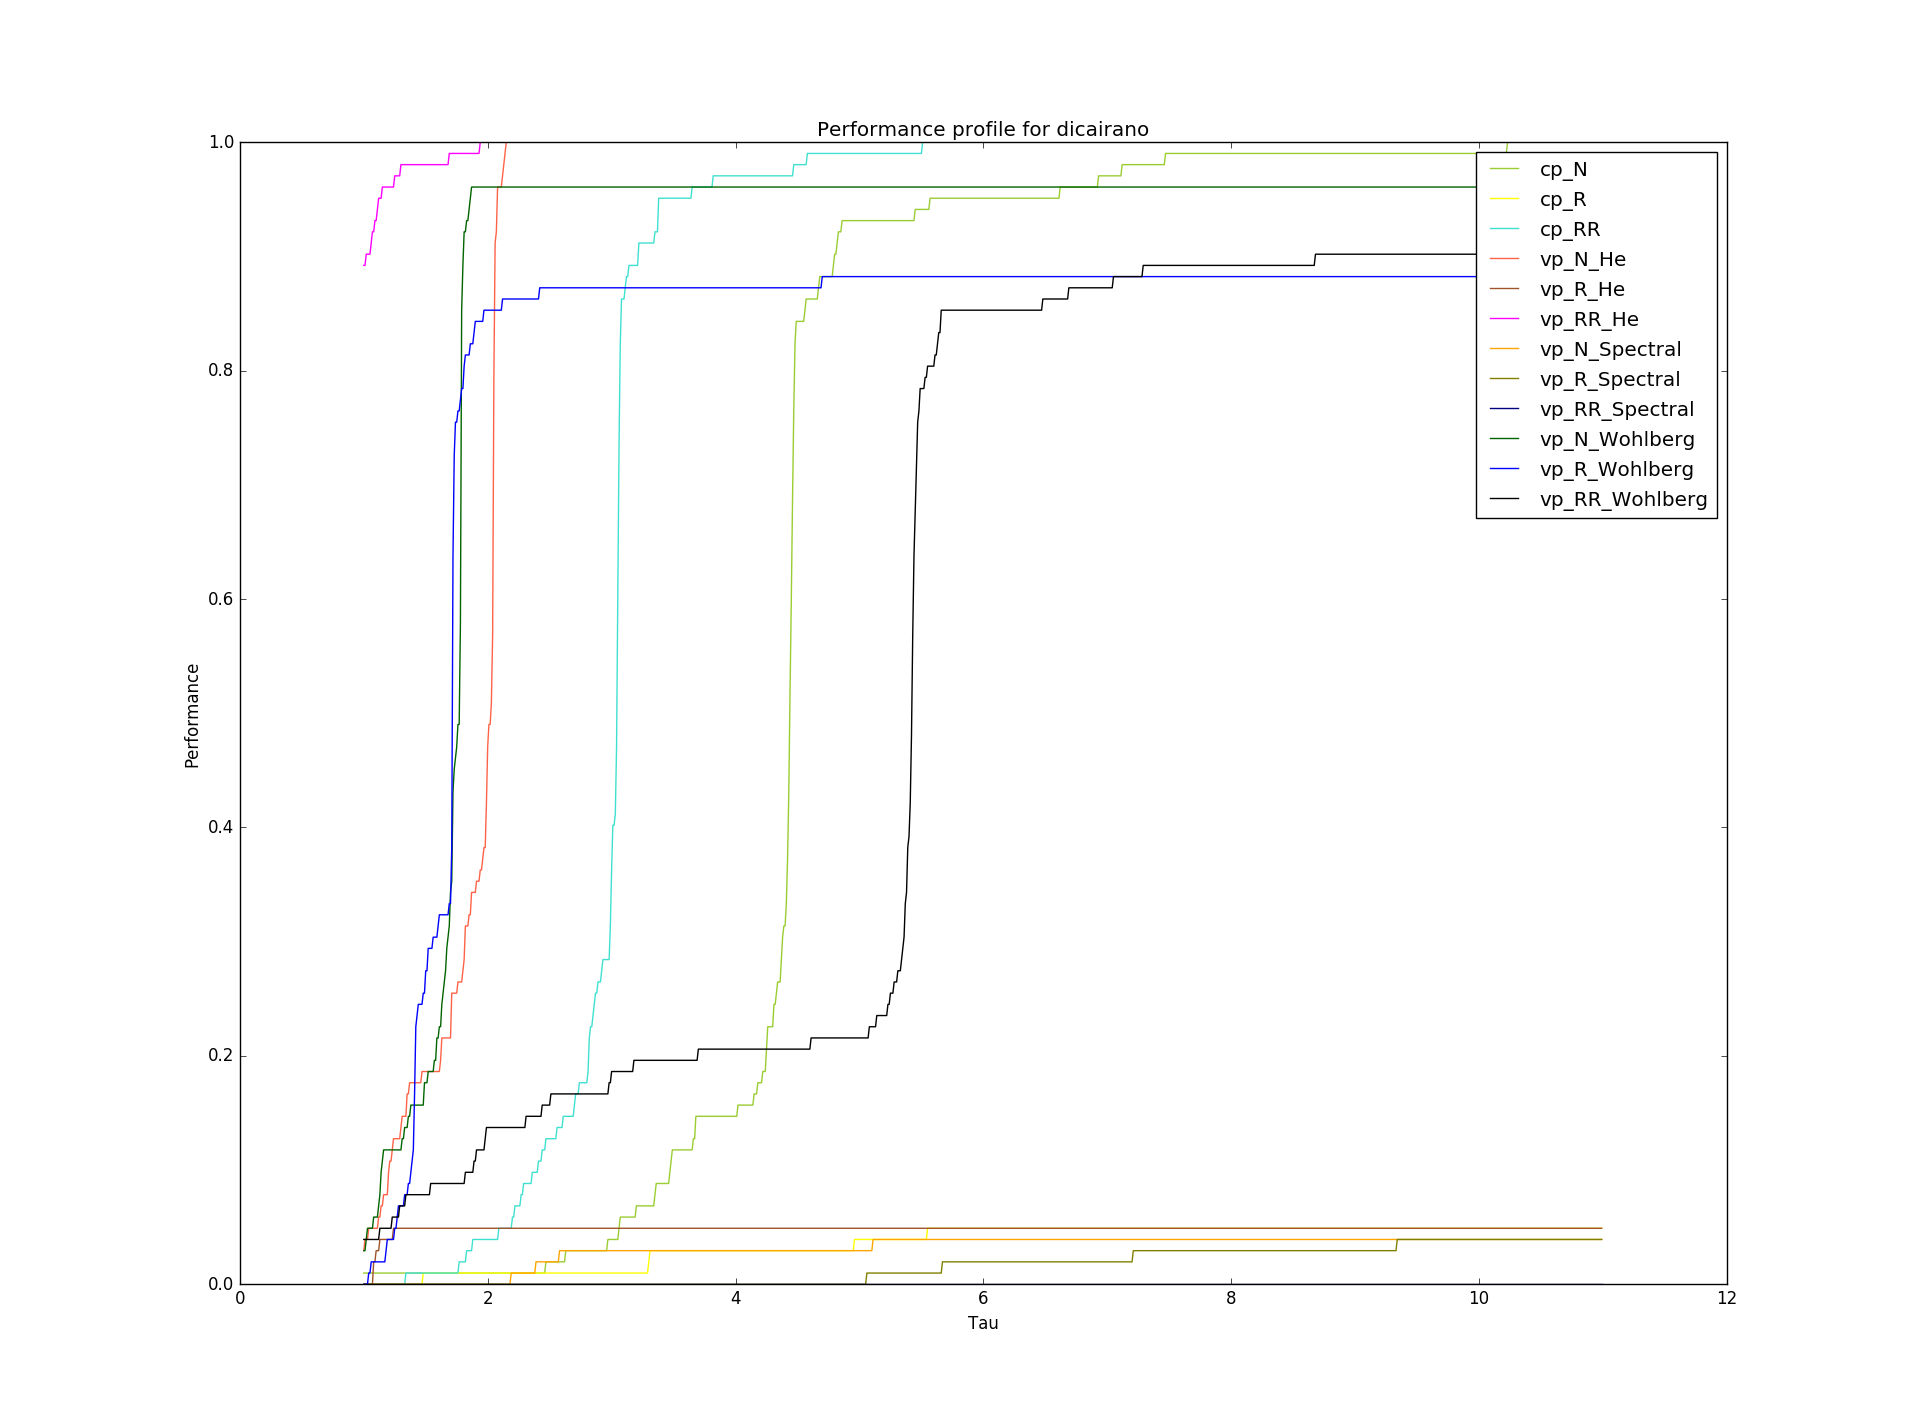 Performance profile for dicairano
1.0
0.8
0.6
0.4
0.2
0.0
Performance
0
2
4
6
8
10
12
Tau
cp_N
cp_R
cp_RR
vp_N_He
vp_R_He
vp_RR_He
vp_N_Spectral
vp_R_Spectral
vp_RR_Spectral
vp_N_Wohlberg
vp_R_Wohlberg
vp_RR_Wohlberg